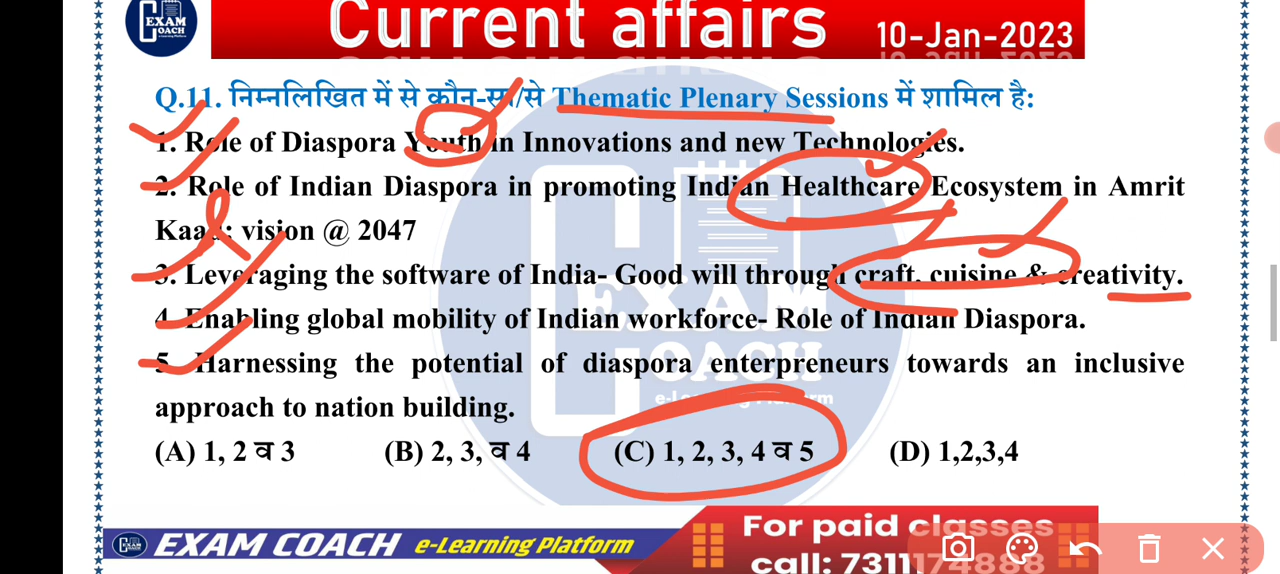 EXAM
COACH
Current affairs 10-Jan-2023
Q.11. निम्नलिखित में से कौन-सा/से Thematic Plenary Sessions में शामिल है:
1. Role of Diaspora Youth in Innovations and new Technologies.
2. Role of Indian Diaspora in promoting Indian Healthcare Ecosystem in Amrit
Kaal: vision @ 2047
3. Leveraging the software of India- Good will through craft, cuisine & creativity.
4. Enabling global mobility of Indian workforce- Role of Indian Diaspora.
5. Harnessing the potential of diaspora enterpreneurs towards an inclusive
approach to nation building.
(A) 1, 2 व 3 (B) 2, 3, व 4 (C) 1, 2, 3, 4 व 5 (D) 1,2,3,4
EXAM COACH e-Learning Platform
For paid classes
call: 7311174888